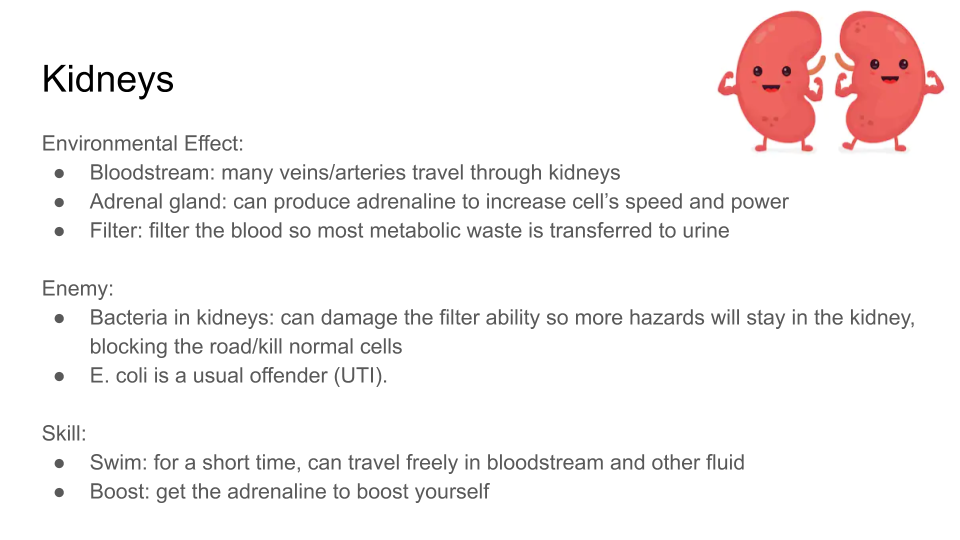 Kidneys
Environmental Effect:
● Bloodstream: many veins/arteries travel through kidneys
● Adrenal gland: can produce adrenaline to increase cell’s speed and power
● Filter: filter the blood so most metabolic waste is transferred to urine
Enemy:
● Bacteria in kidneys: can damage the filter ability so more hazards will stay in the kidney,
blocking the road/kill normal cells
● E. coli is a usual offender (UTI).
Skill:
● Swim: for a short time, can travel freely in bloodstream and other fluid
● Boost: get the adrenaline to boost yourself